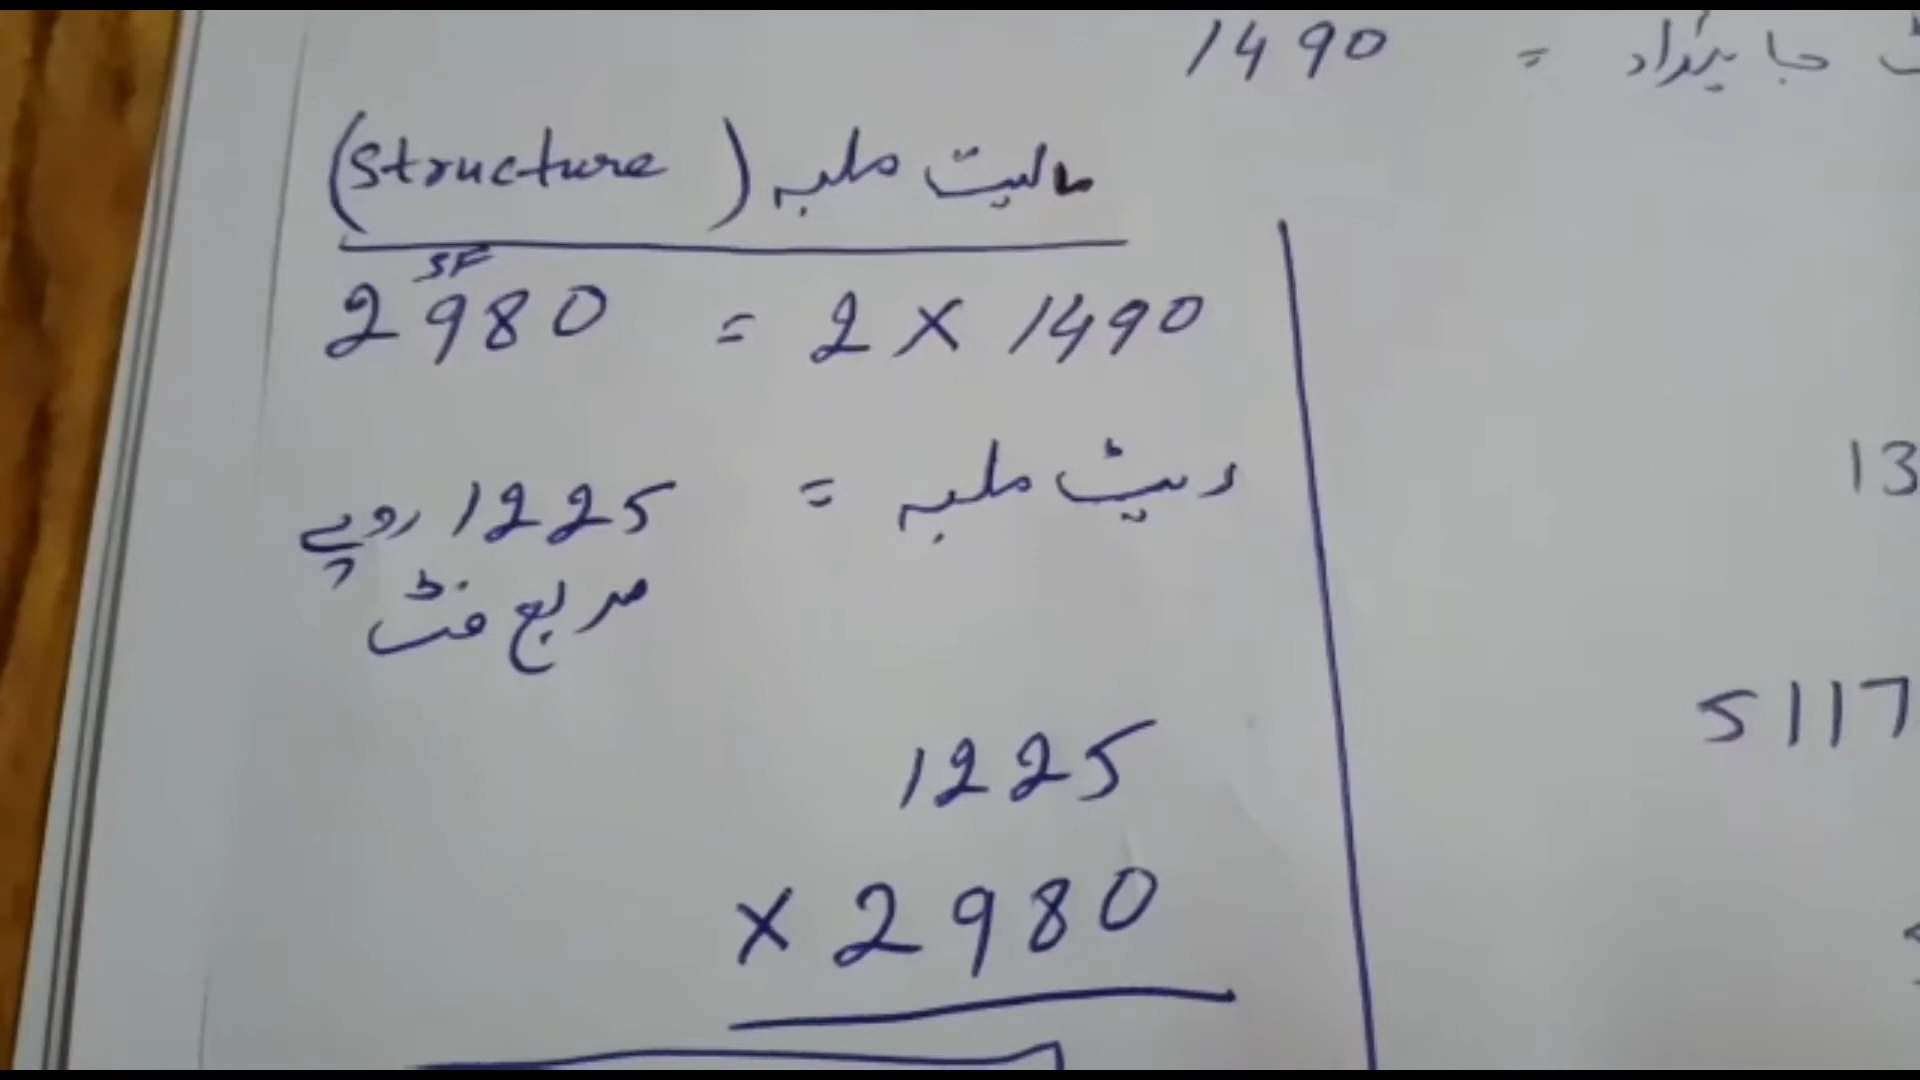 جائیداد = 1490
مالیت ملبہ (Structure)
SF
2980 = 2 X 1490
ریٹ ملبہ = 1225 روپے
مربع فٹ
1225
X 2980
13
5117